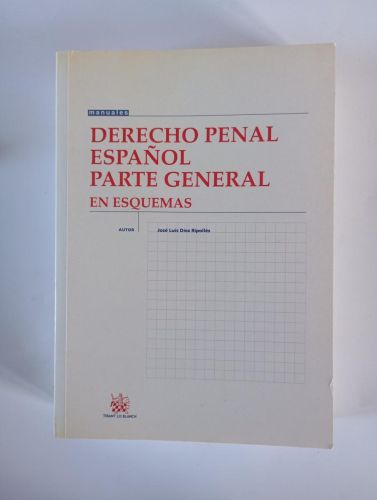 manuales
DERECHO PENAL
ESPAÑOL
PARTE GENERAL
EN ESQUEMAS
AUTOR
José Luis Díez Ripollés
TIRANT LO BLANCH